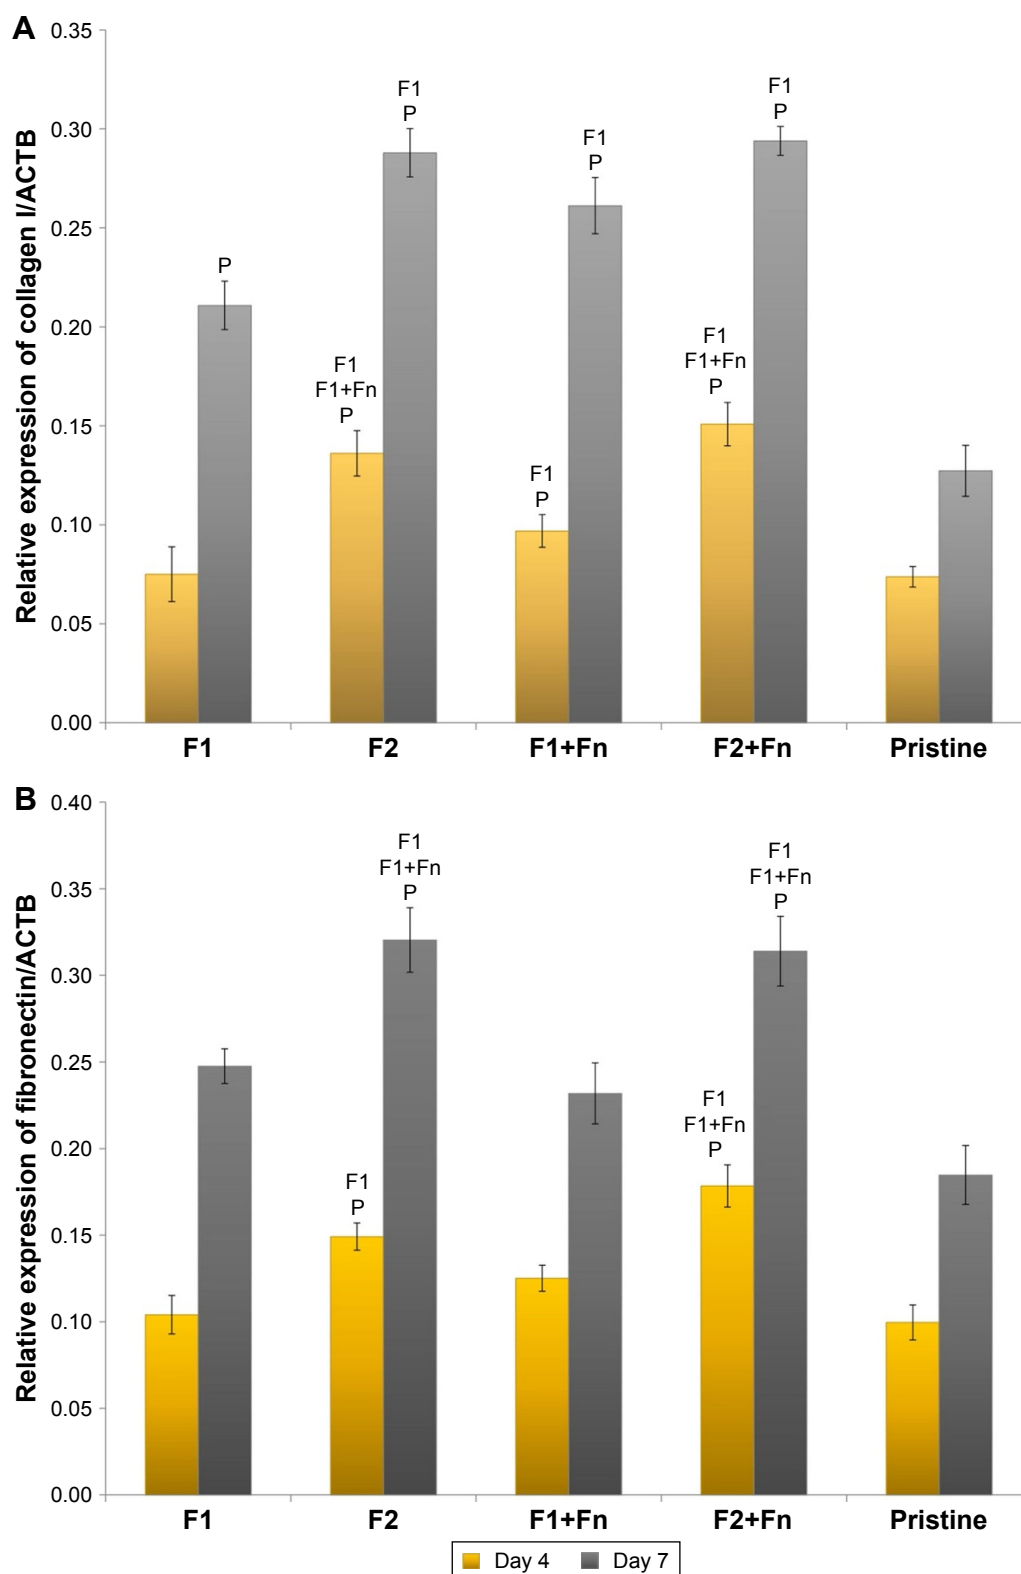 A
Relative expression of collagen I/ACTB
0.35
0.30
0.25
0.20
0.15
0.10
0.05
0.00
P
F1
F1+Fn
P
F1
P
F1
P
F1
P
F1
F1+Fn
P
F1
P
F1
F2
F1+Fn
F2+Fn
Pristine
B
Relative expression of fibronectin/ACTB
0.40
0.35
0.30
0.25
0.20
0.15
0.10
0.05
0.00
F1
P
F1
F1+Fn
P
F1
F1+Fn
P
F1
F1+Fn
P
F1
F2
F1+Fn
F2+Fn
Pristine
Day 4
Day 7